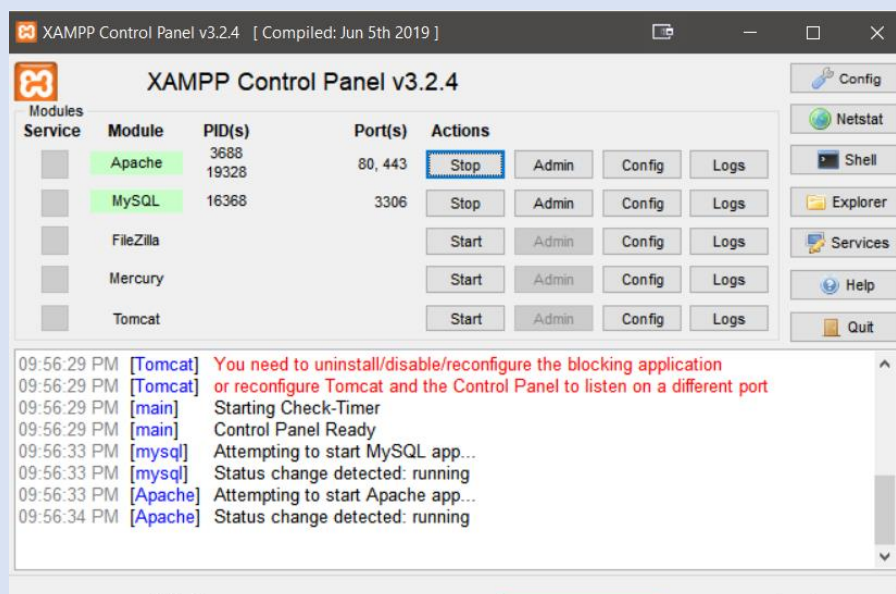 XAMPP Control Panel v3.2.4 [ Compiled: Jun 5th 2019 ]
XAMPP Control Panel v3.2.4
Config
Modules
Netstat
Service Module PID(s) Port(s) Actions
Apache 3688 19328 80, 443 Stop Admin Config Logs
Shell
MySQL 16368 3306 Stop Admin Config Logs
Explorer
FileZilla Start Admin Config Logs
Services
Mercury Start Admin Config Logs
Help
Tomcat Start Admin Config Logs
Quit
09:56:29 PM [Tomcat] You need to uninstall/disable/reconfigure the blocking application
09:56:29 PM [Tomcat] or reconfigure Tomcat and the Control Panel to listen on a different port
09:56:29 PM [main] Starting Check-Timer
09:56:29 PM [main] Control Panel Ready
09:56:33 PM [mysql] Attempting to start MySQL app...
09:56:33 PM [mysql] Status change detected: running
09:56:33 PM [Apache] Attempting to start Apache app...
09:56:34 PM [Apache] Status change detected: running